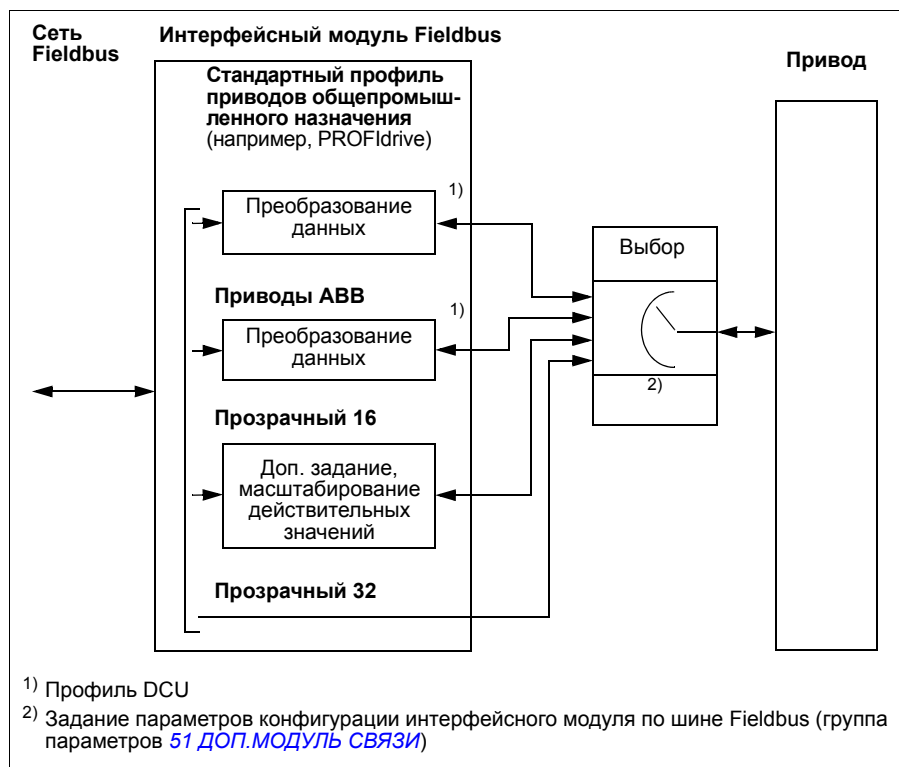 Сеть
Fieldbus
Интерфейсный модуль Fieldbus
Привод
Стандартный профиль
приводов общепромыш-
ленного назначения
(например, PROFIdrive)
1)
Преобразование
данных
Выбор
Приводы ABB
1)
Преобразование
данных
2)
Прозрачный 16
Доп. задание,
масштабирование
действительных
значений
Прозрачный 32
1) Профиль DCU
2) Задание параметров конфигурации интерфейсного модуля по шине Fieldbus (группа
параметров 51 ДОП.МОДУЛЬ СВЯЗИ)